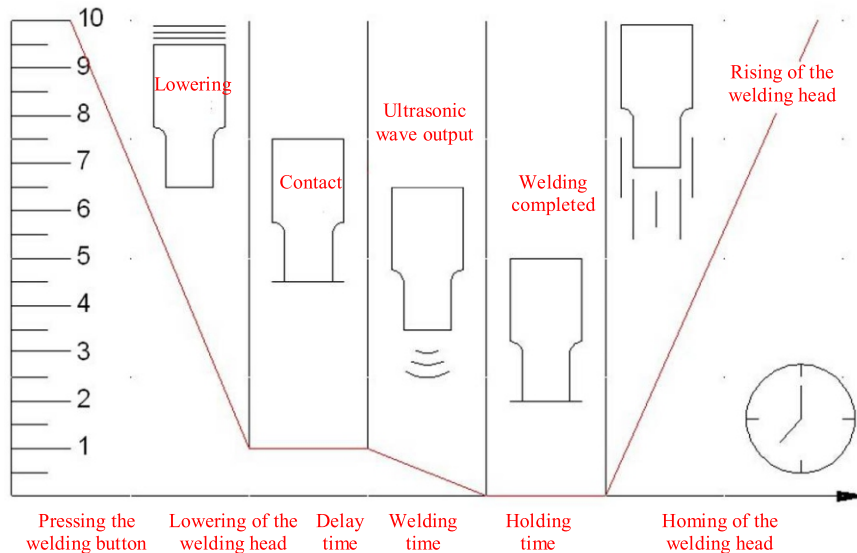 10
9
8
7
6
5
4
3
2
1
Lowering
Contact
Ultrasonic
wave output
Welding
completed
Rising of the
welding head
Pressing the
welding button
Lowering of the
welding head
Delay
time
Welding
time
Holding
time
Homing of the
welding head